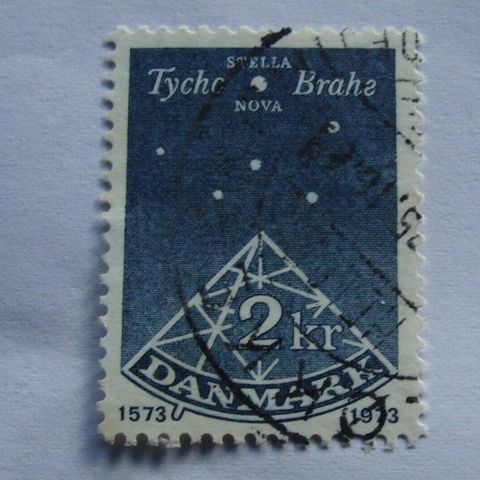 STELLA
Tycho Brahe
NOVA
2 kr
DANMARK
1573 1973